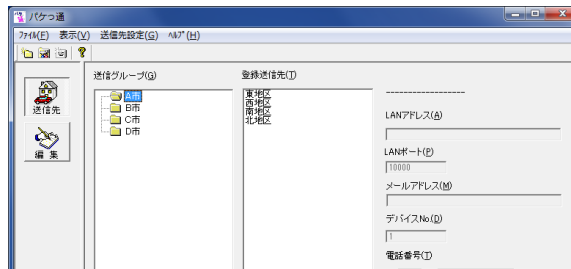 パケっ通
ファイル(F) 表示(V) 送信先設定(G) ヘルプ(H)
送信先
編 集
送信グループ(G)
A市
B市
C市
D市
登録送信先(T)
東地区
西地区
南地区
北地区
-------------------
LANアドレス(A)
LANポート(P)
10000
メールアドレス(M)
デバイスNo.(D)
1
電話番号(T)